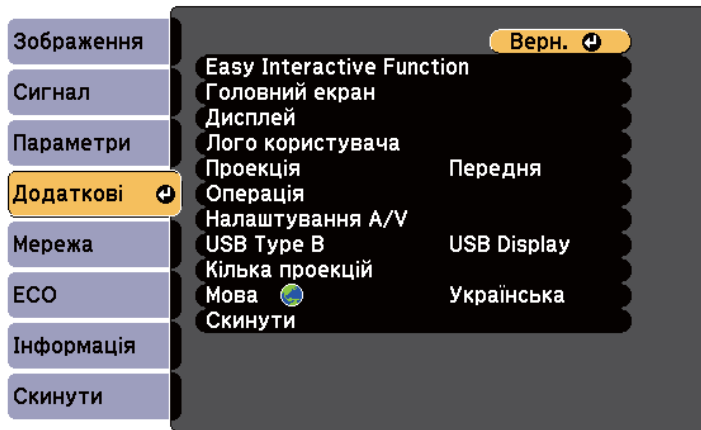 Зображення
Сигнал
Параметри
Додаткові
Мережа
ECO
Інформація
Скинути
Верн.
Easy Interactive Function
Головний екран
Дисплей
Лого користувача
Проекція Передня
Операція
Налаштування A/V
USB Type B USB Display
Кілька проекцій
Мова Українська
Скинути